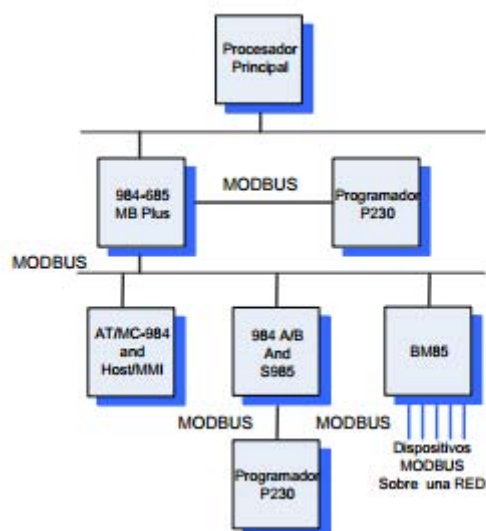 Procesador
Principal
984-685
MB Plus
MODBUS
Programador
P230
MODBUS
AT/MC-984
and
Host/MMI
984 A/B
And
S985
BM85
MODBUS
MODBUS
Dispositivos
MODBUS
Sobre una RED
Programador
P230